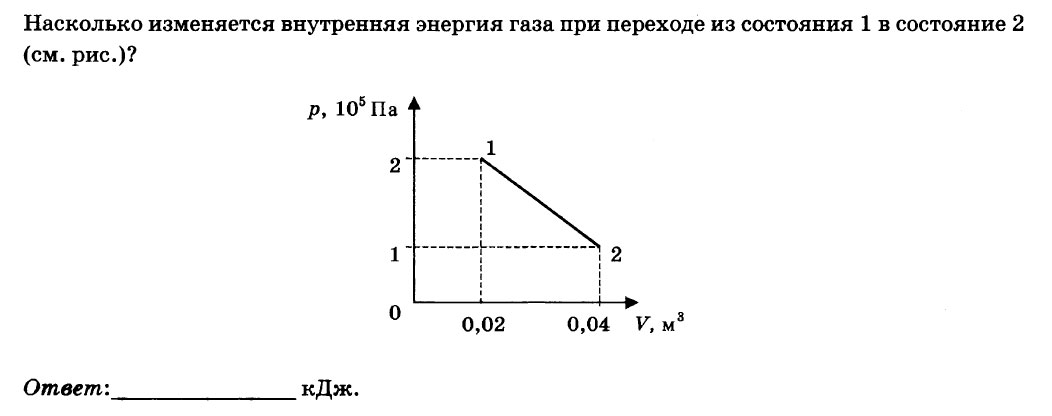 Насколько изменяется внутренняя энергия газа при переходе из состояния 1 в состояние 2
(см. рис.)?
p, 10⁵ Па
1
2
1
2
0
0,02
0,04
V, м³
Ответ:________________ кДж.